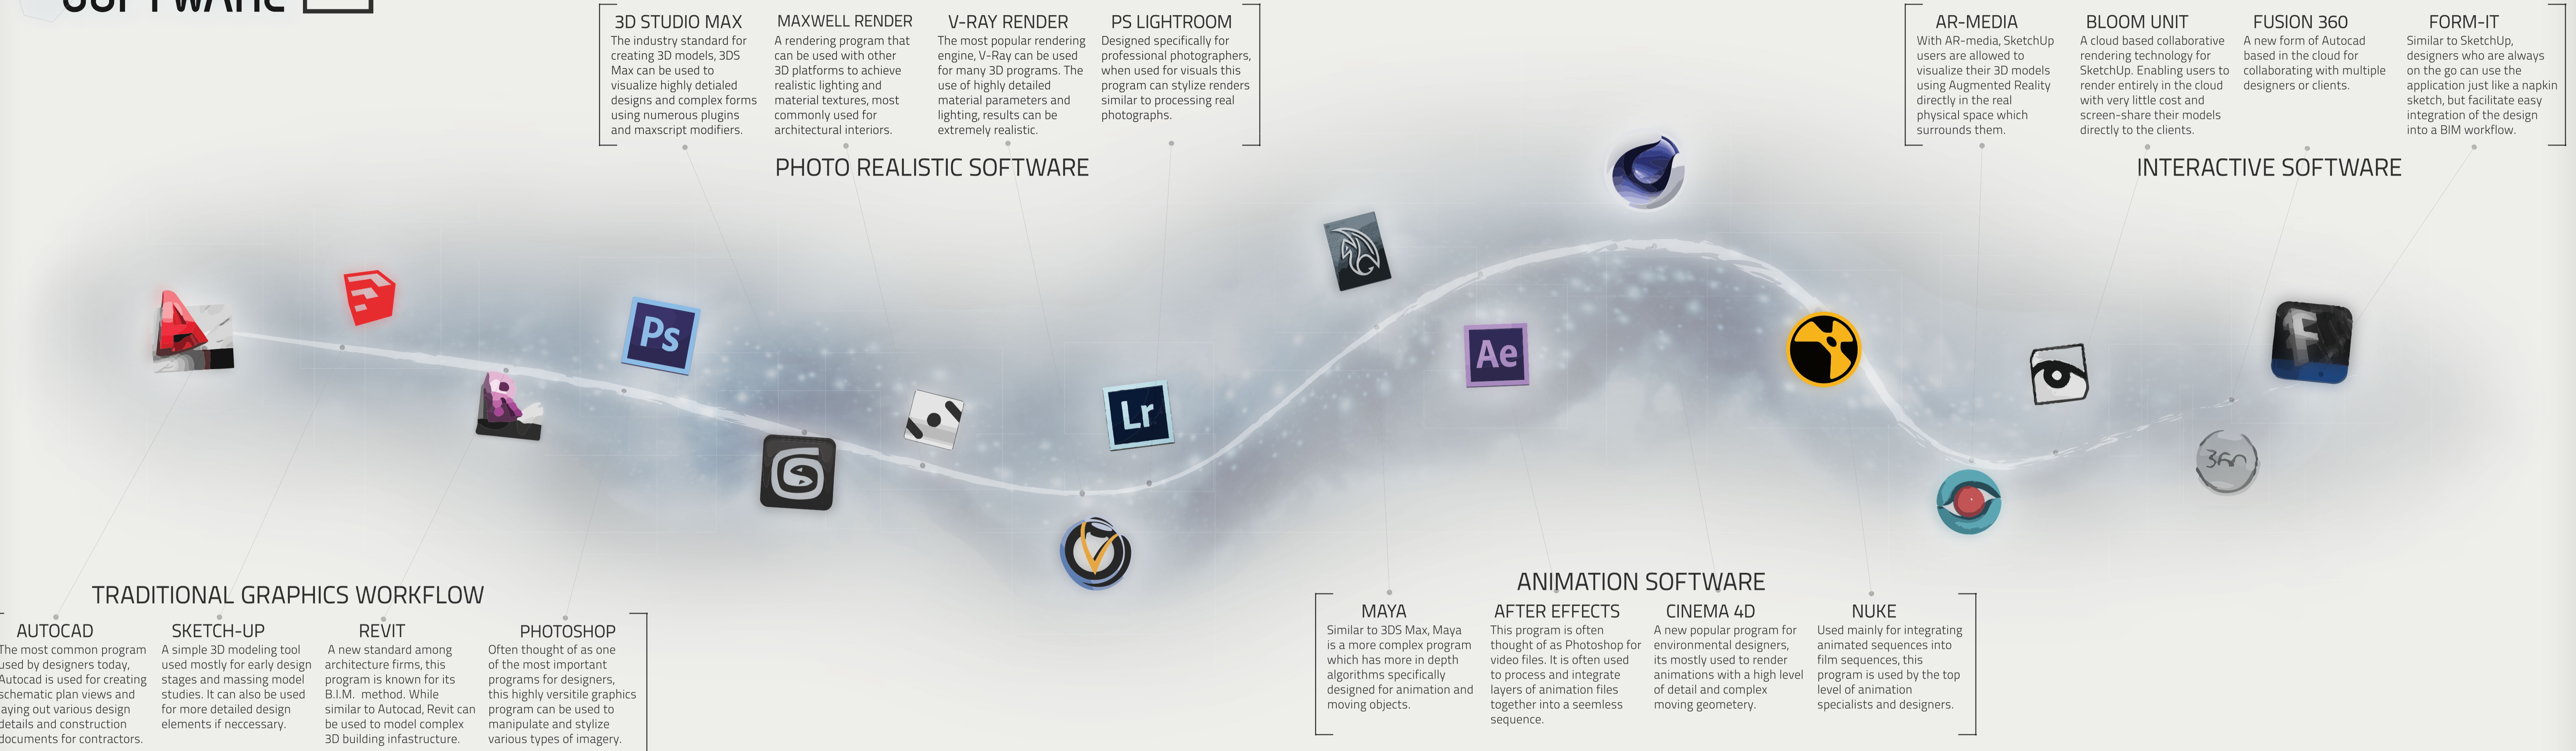 SOFTWARE
3D STUDIO MAX
The industry standard for
creating 3D models, 3DS
Max can be used to
visualize highly detialed
designs and complex forms
using numerous plugins
and maxscript modifiers.
MAXWELL RENDER
A rendering program that
can be used with other
3D platforms to achieve
realistic lighting and
material textures, most
commonly used for
architectural interiors.
V-RAY RENDER
The most popular rendering
engine, V-Ray can be used
for many 3D programs. The
use of highly detailed
material parameters and
lighting, results can be
extremely realistic.
PS LIGHTROOM
Designed specifically for
professional photographers,
when used for visuals this
program can stylize renders
similar to processing real
photographs.
PHOTO REALISTIC SOFTWARE
AR-MEDIA
With AR-media, SketchUp
users are allowed to
visualize their 3D models
using Augmented Reality
directly in the real
physical space which
surrounds them.
BLOOM UNIT
A cloud based collaborative
rendering technology for
SketchUp. Enabling users to
render entirely in the cloud
with very little cost and
screen-share their models
directly to the clients.
FUSION 360
A new form of Autocad
based in the cloud for
collaborating with multiple
designers or clients.
FORM-IT
Similar to SketchUp,
designers who are always
on the go can use the
application just like a napkin
sketch, but facilitate easy
integration of the design
into a BIM workflow.
INTERACTIVE SOFTWARE
A
R
Ps
Lr
Ae
360
F
TRADITIONAL GRAPHICS WORKFLOW
AUTOCAD
The most common program
used by designers today,
Autocad is used for creating
schematic plan views and
laying out various design
details and construction
documents for contractors.
SKETCH-UP
A simple 3D modeling tool
used mostly for early design
stages and massing model
studies. It can also be used
for more detailed design
elements if neccessary.
REVIT
A new standard among
architecture firms, this
program is known for its
B.I.M. method. While
similar to Autocad, Revit can
be used to model complex
3D building infastructure.
PHOTOSHOP
Often thought of as one
of the most important
programs for designers,
this highly versitile graphics
program can be used to
manipulate and stylize
various types of imagery.
ANIMATION SOFTWARE
MAYA
Similar to 3DS Max, Maya
is a more complex program
which has more in depth
algorithms specifically
designed for animation and
moving objects.
AFTER EFFECTS
This program is often
thought of as Photoshop for
video files. It is often used
to process and integrate
layers of animation files
together into a seemless
sequence.
CINEMA 4D
A new popular program for
environmental designers,
its mostly used to render
animations with a high level
of detail and complex
moving geometery.
NUKE
Used mainly for integrating
animated sequences into
film sequences, this
program is used by the top
level of animation
specialists and designers.